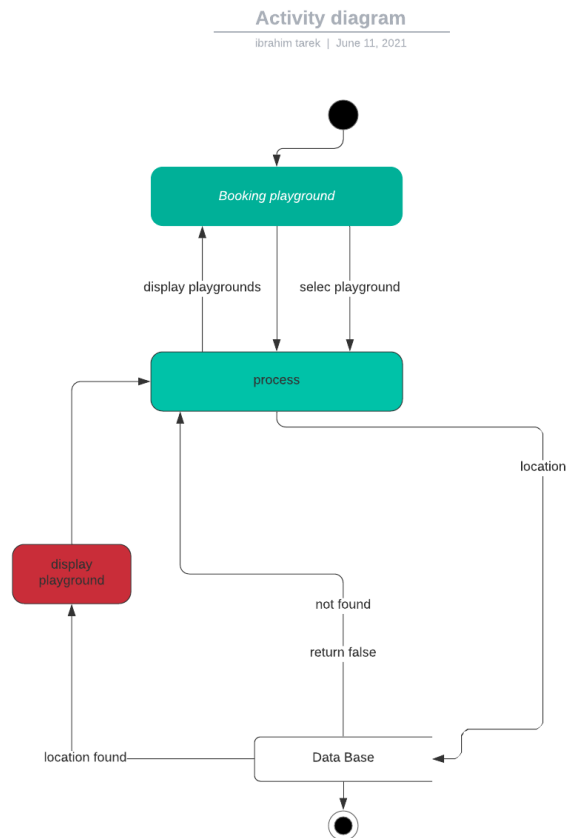 Activity diagram
ibrahim tarek | June 11, 2021
Booking playground
display playgrounds
selec playground
process
location
display
playground
not found
return false
location found
Data Base